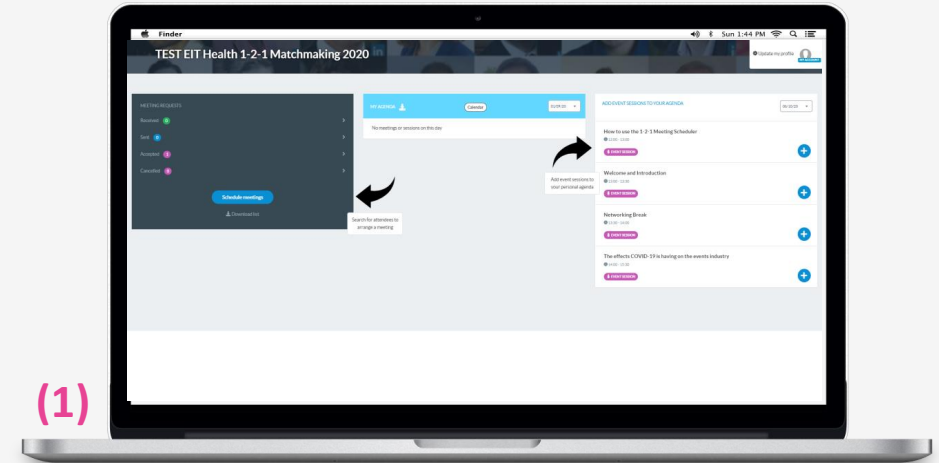 Finder
Sun 1:44 PM
TEST EIT Health 1-2-1 Matchmaking 2020
Update my profile
MEETING REQUESTS
Received 0
Sent 0
Accepted
Cancelled
Schedule meetings
Download list
Search for attendees to
arrange a meeting
MY AGENDA
Calendar
No meetings or sessions on this day
Add event sessions to
your personal agenda
ADD EVENT SESSIONS TO YOUR AGENDA
How to use the 1-2-1 Meeting Scheduler
EVENT SESSION
Welcome and Introduction
EVENT SESSION
Networking Break
EVENT SESSION
The effects COVID-19 is having on the events industry
EVENT SESSION
(1)